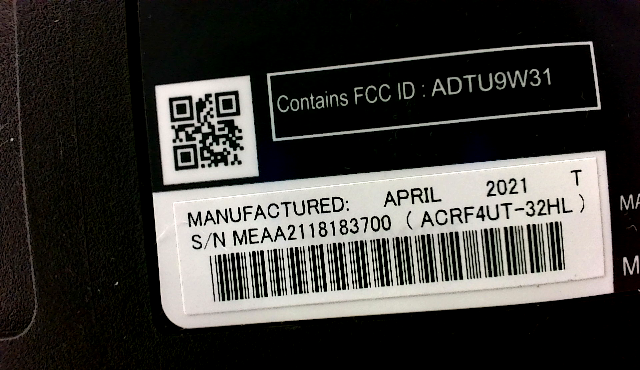 Contains FCC ID : ADTU9W31
MANUFACTURED: APRIL 2021 T
S/N MEAA2118183700 ( ACRF4UT-32HL )